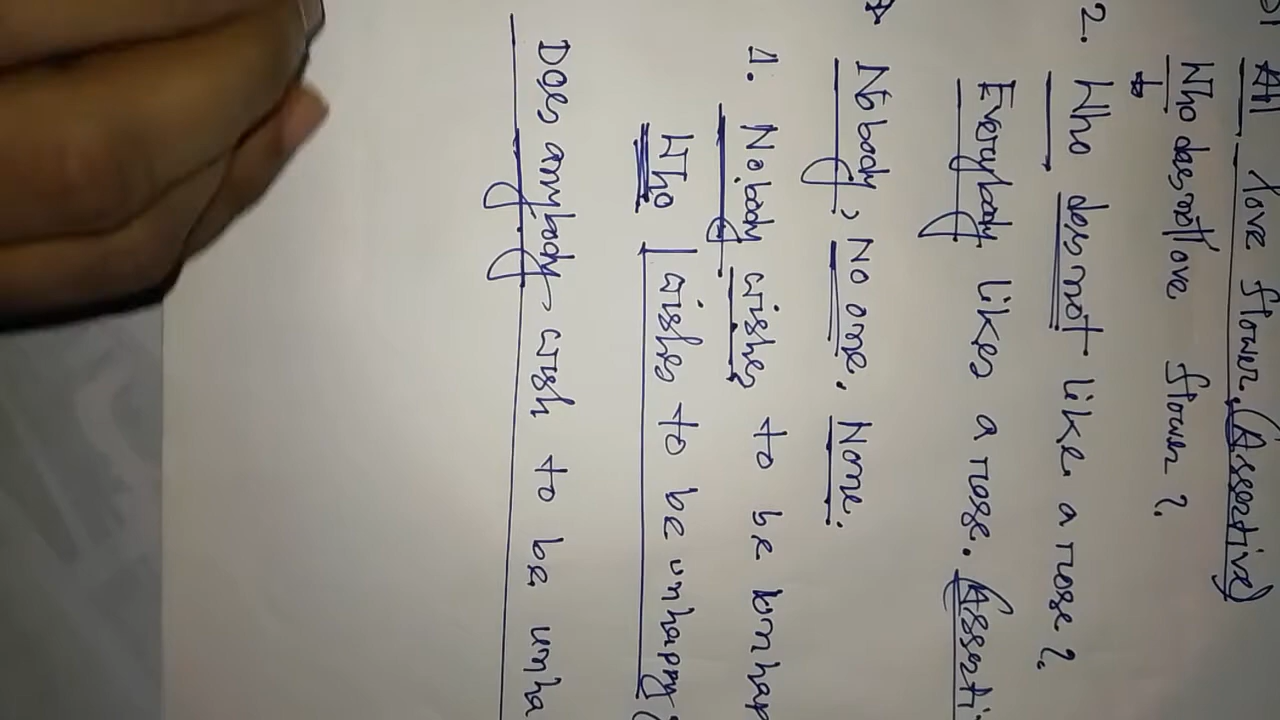 All love flower. (Assertive)
Who does not love flower?.
2. Who does not like a rose?.
Everybody likes a rose. (Asserti
Nobody, No one, None.
1. Nobody wishes to be unhap
Who wishes to be unhappy?
Does anybody wish to be unha